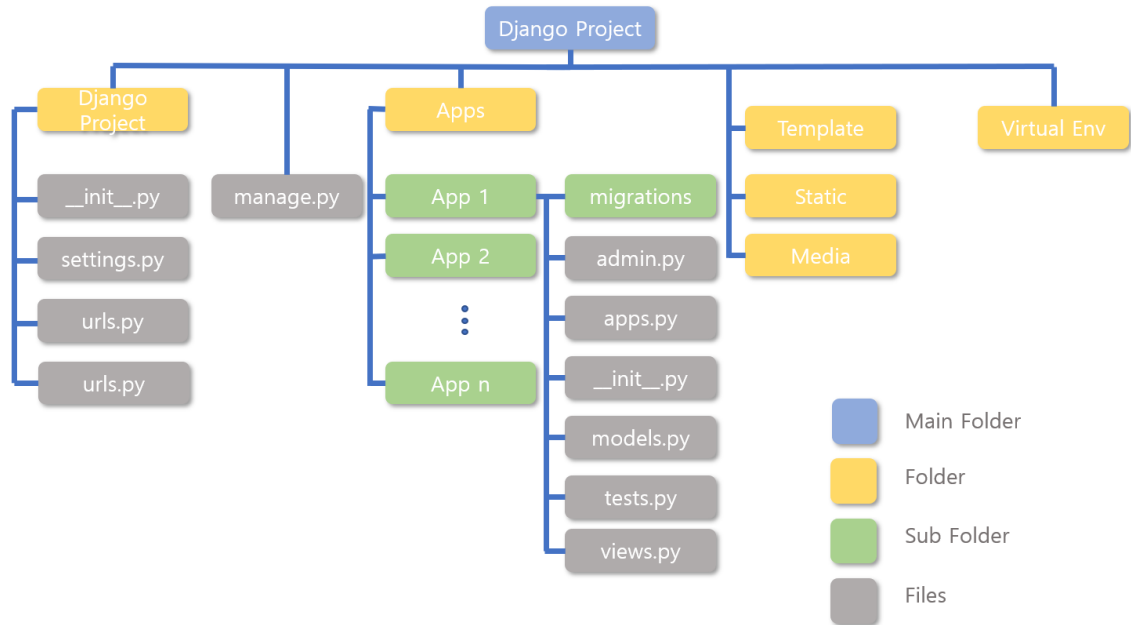 Django Project
Django
Project
__init__.py
settings.py
urls.py
urls.py
manage.py
Apps
App 1
App 2
App n
migrations
admin.py
apps.py
__init__.py
models.py
tests.py
views.py
Template
Static
Media
Virtual Env
Main Folder
Folder
Sub Folder
Files